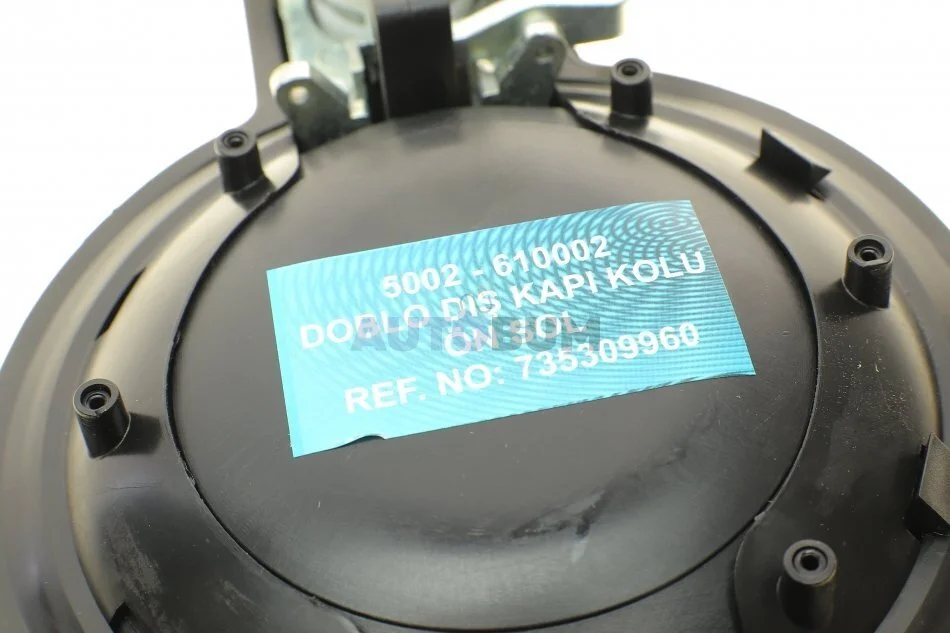 5002 - 610002
DOBLO DIŞ KAPI KOLU
ÖN SOL
REF. NO: 735309960